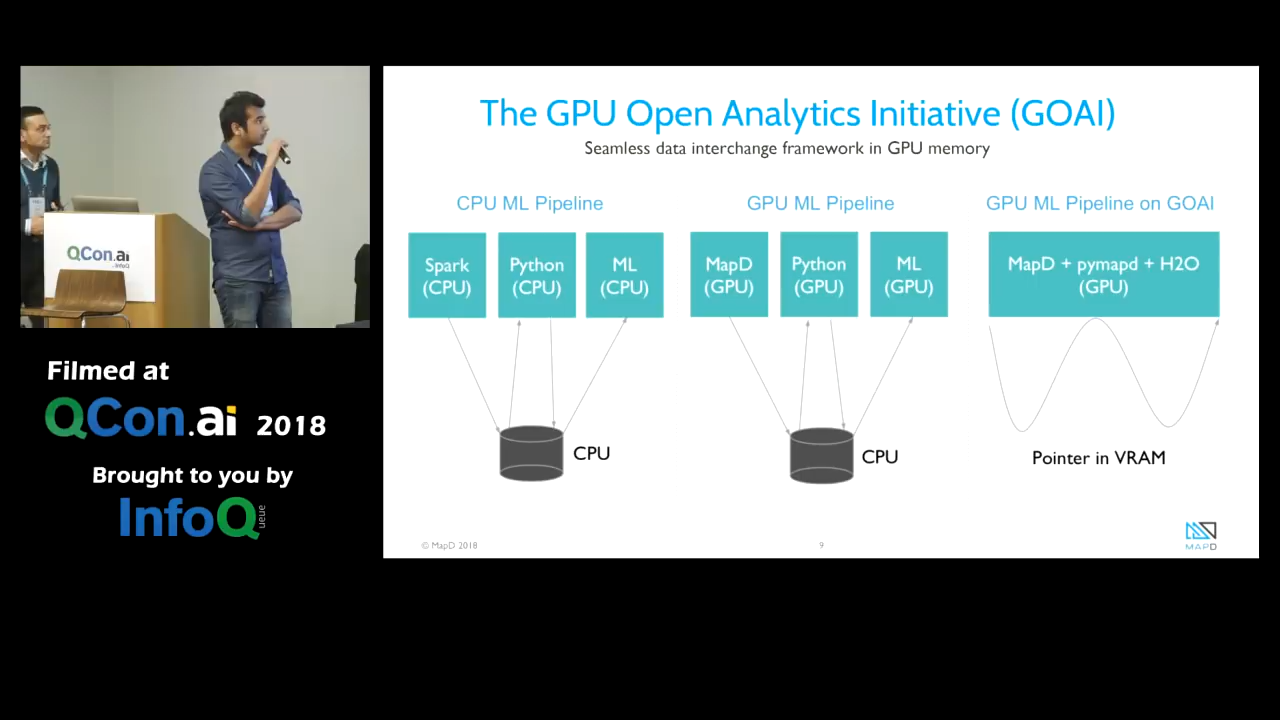 The GPU Open Analytics Initiative (GOAI)
Seamless data interchange framework in GPU memory
CPU ML Pipeline
GPU ML Pipeline
GPU ML Pipeline on GOAI
Spark
(CPU)
Python
(CPU)
ML
(CPU)
MapD
(GPU)
Python
(GPU)
ML
(GPU)
MapD + pymapd + H2O
(GPU)
CPU
CPU
Pointer in VRAM
© MapD 2018
9
MAPD
QCon.ai
InfoQ
Filmed at
QCon.ai 2018
Brought to you by
InfoQueue